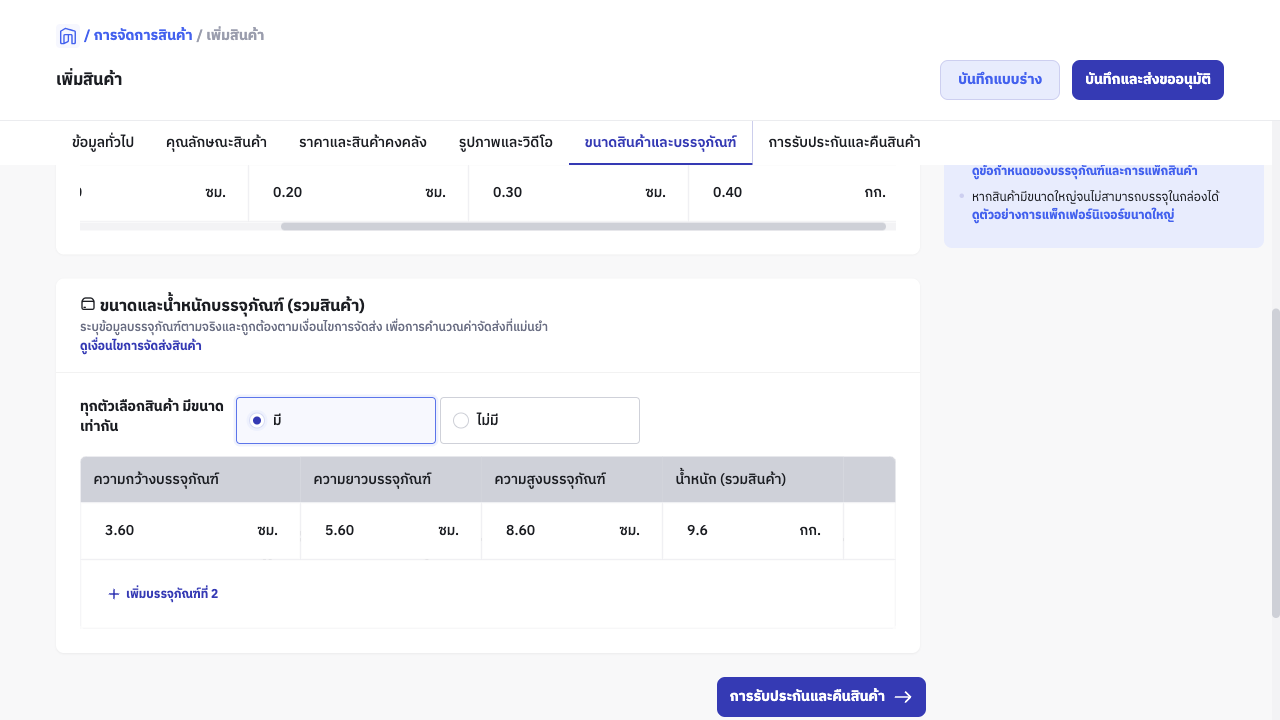 / การจัดการสินค้า / เพิ่มสินค้า
เพิ่มสินค้า
บันทึกแบบร่าง
บันทึกและส่งขออนุมัติ
ข้อมูลทั่วไป คุณลักษณะสินค้า ราคาและสินค้าคงคลัง รูปภาพและวิดีโอ ขนาดสินค้าและบรรจุภัณฑ์ การรับประกันและคืนสินค้า
ซม. 0.20 ซม. 0.30 ซม. 0.40 กก.
ดูข้อกำหนดของบรรจุภัณฑ์และการแพ็กสินค้า
หากสินค้ามีขนาดใหญ่จนไม่สามารถบรรจุในกล่องได้
ดูตัวอย่างการแพ็กเฟอร์นิเจอร์ขนาดใหญ่
ขนาดและน้ำหนักบรรจุภัณฑ์ (รวมสินค้า)
ระบุข้อมูลบรรจุภัณฑ์ตามจริงและถูกต้องตามเงื่อนไขการจัดส่ง เพื่อการคำนวณค่าจัดส่งที่แม่นยำ
ดูเงื่อนไขการจัดส่งสินค้า
ทุกตัวเลือกสินค้า มีขนาด
เท่ากัน
มี
ไม่มี
ความกว้างบรรจุภัณฑ์ ความยาวบรรจุภัณฑ์ ความสูงบรรจุภัณฑ์ น้ำหนัก (รวมสินค้า)
3.60 ซม. 5.60 ซม. 8.60 ซม. 9.6 กก.
+ เพิ่มบรรจุภัณฑ์ที่ 2
การรับประกันและคืนสินค้า →